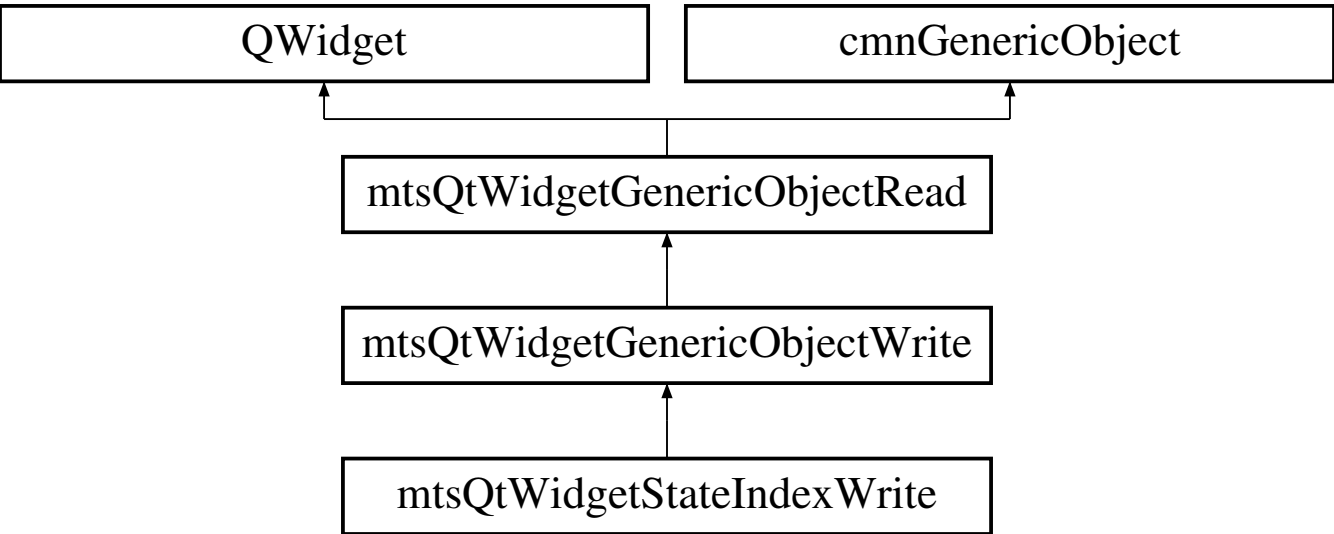 QWidget
cmnGenericObject
mtsQtWidgetGenericObjectRead
mtsQtWidgetGenericObjectWrite
mtsQtWidgetStateIndexWrite